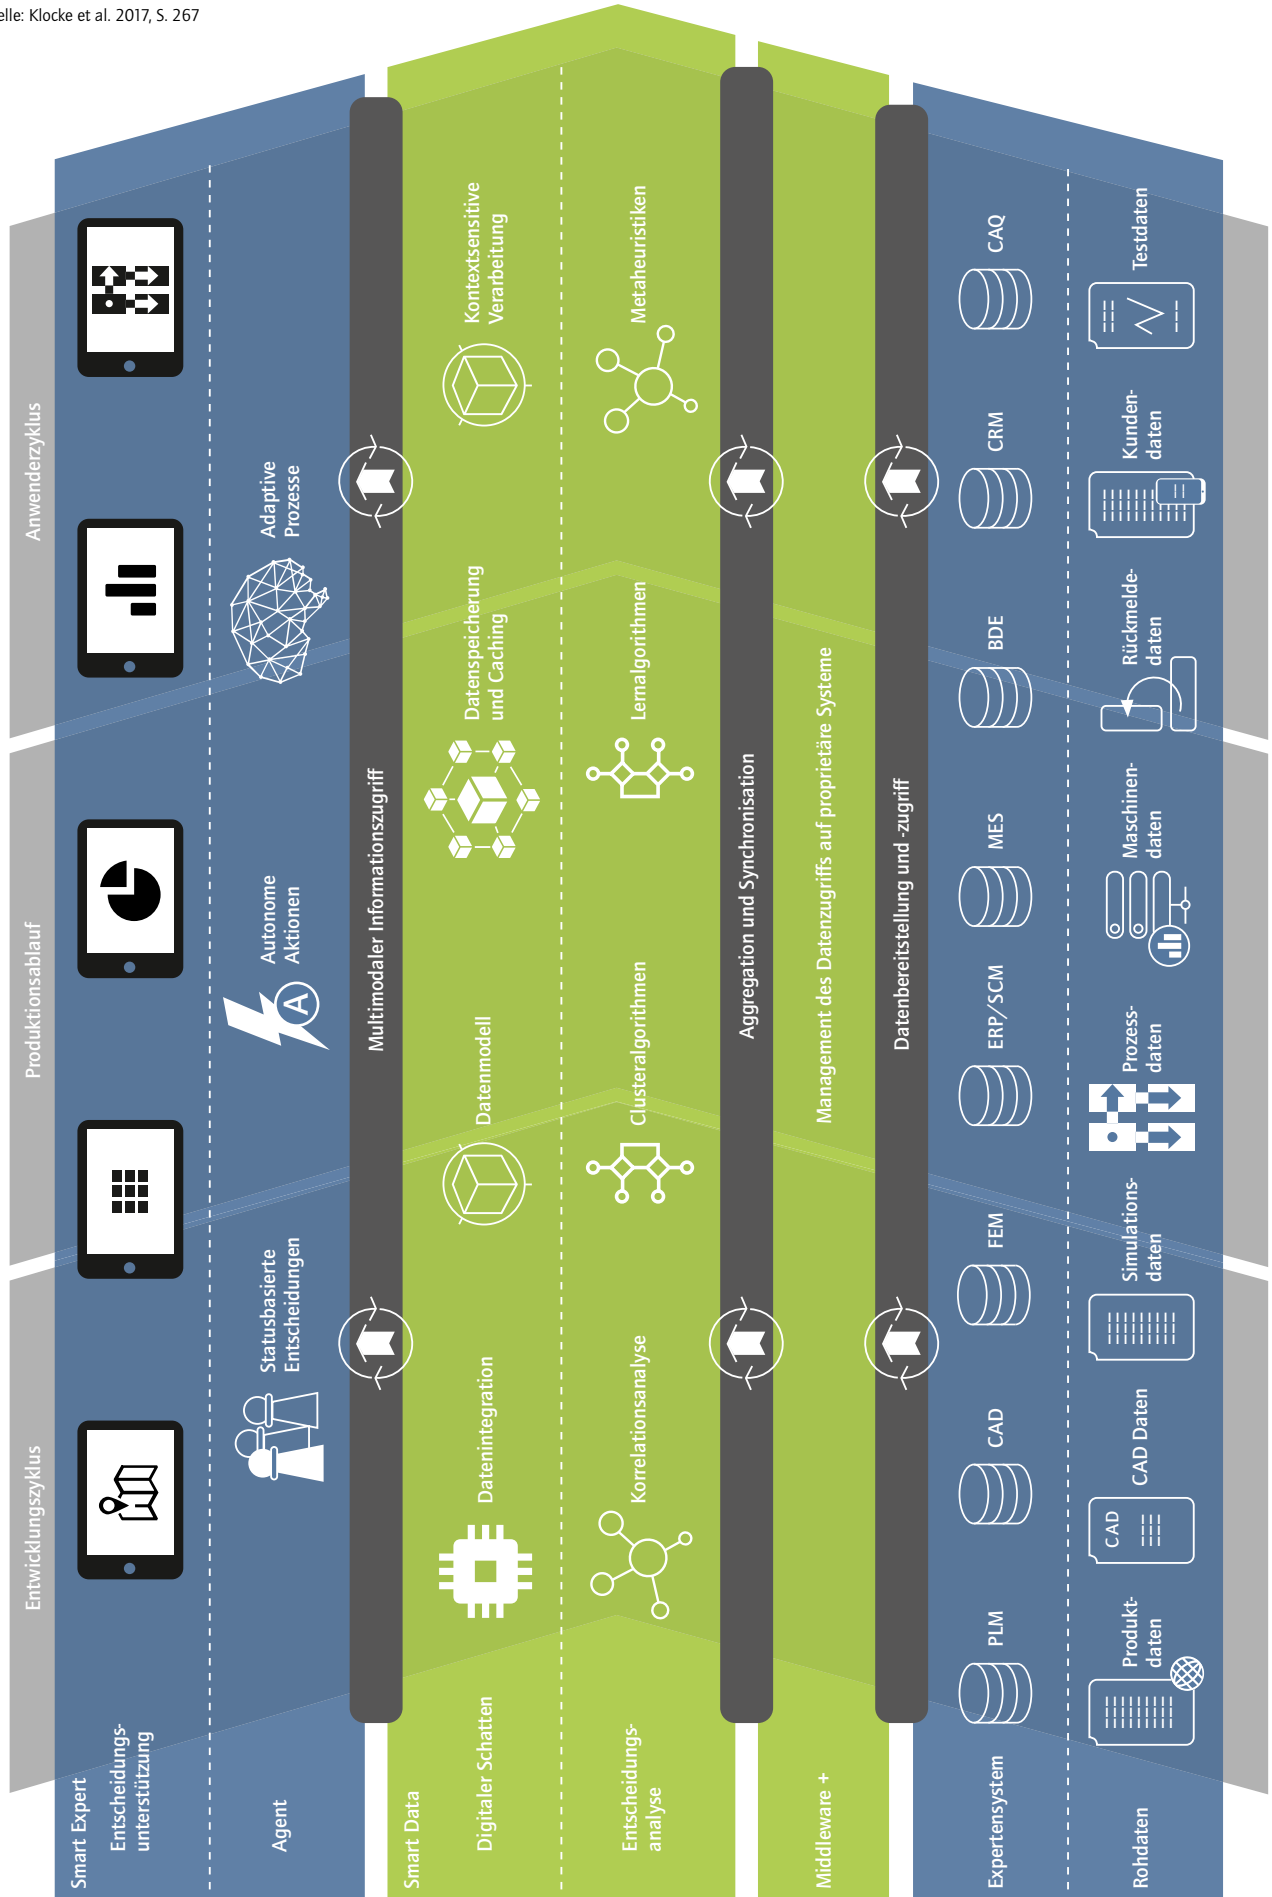 elle: Klocke et al. 2017, S. 267
Entwicklungszyklus
Produktionsablauf
Anwenderzyklus
Smart Expert
Entscheidungs-
unterstützung
Agent
Statusbasierte
Entscheidungen
Autonome
Aktionen
A
Adaptive
Prozesse
Multimodaler Informationszugriff
Smart Data
Digitaler Schatten
Datenintegration
Datenmodell
Datenspeicherung
und Caching
Kontextsensitive
Verarbeitung
Entscheidungs-
analyse
Korrelationsanalyse
Clusteralgorithmen
Lernalgorithmen
Metaheuristiken
Aggregation und Synchronisation
Middleware +
Management des Datenzugriffs auf proprietäre Systeme
Datenbereitstellung und -zugriff
Expertensystem
PLM
CAD
FEM
ERP/SCM
MES
BDE
CRM
CAQ
Rohdaten
Produkt-
daten
CAD
CAD Daten
Simulations-
daten
Prozess-
daten
Maschinen-
daten
Rückmelde-
daten
Kunden-
daten
Testdaten